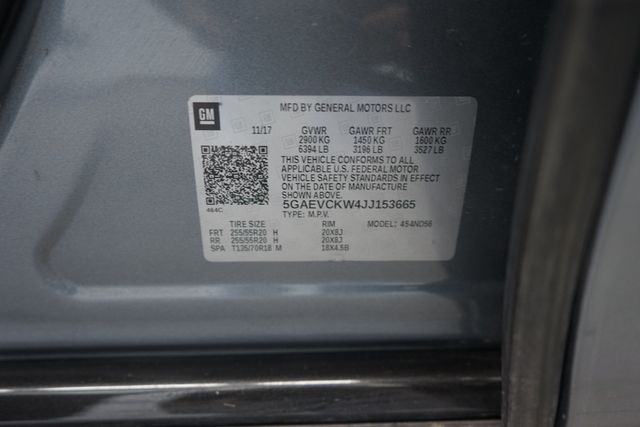 GM
MFD BY GENERAL MOTORS LLC
11/17 GVWR GAWR FRT GAWR RR
2900 KG 1450 KG 1600 KG
6394 LB 3196 LB 3527 LB
THIS VEHICLE CONFORMS TO ALL
APPLICABLE U.S. FEDERAL MOTOR
VEHICLE SAFETY STANDARDS IN EFFECT
ON THE DATE OF MANUFACTURE
SHOWN ABOVE.
5GAEVCKW4JJ153665
464C TYPE: M.P.V. MODEL: 4S4ND56
TIRE SIZE RIM
FRT 255/55R20 H 20X8J
RR 255/55R20 H 20X8J
SPA T135/70R18 M 18X4.5B